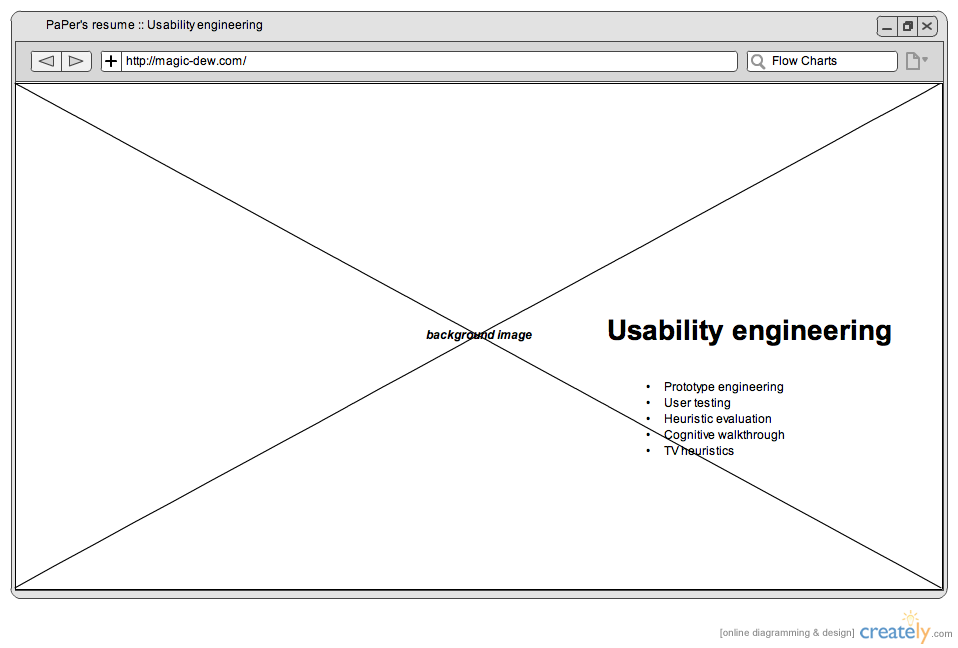 PaPer's resume :: Usability engineering
http://magic-dew.com/
Flow Charts
background image
Usability engineering
• Prototype engineering
• User testing
• Heuristic evaluation
• Cognitive walkthrough
• TV heuristics
[online diagramming & design] creately.com